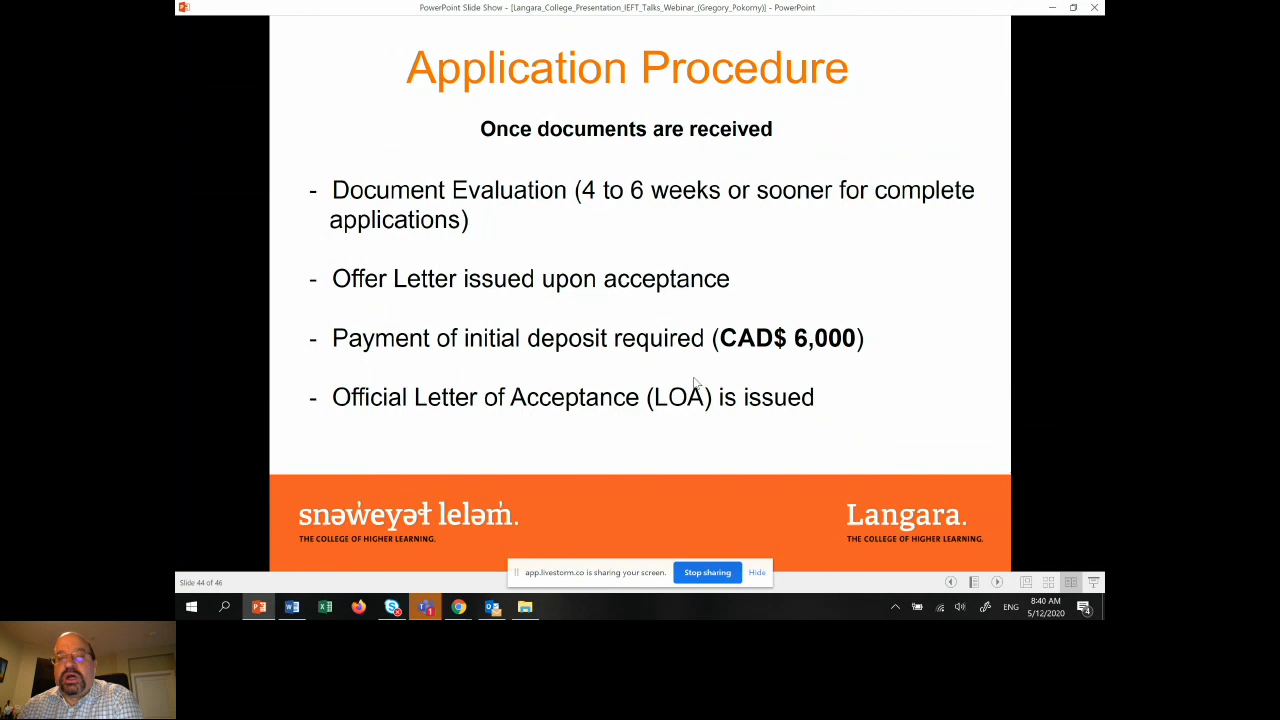 PowerPoint Slide Show - [Langara_College_Presentation_IEFT_Talks_Webinar_(Gregory_Pokorny)] - PowerPoint
Application Procedure
Once documents are received
- Document Evaluation (4 to 6 weeks or sooner for complete
applications)
- Offer Letter issued upon acceptance
- Payment of initial deposit required (CAD$ 6,000)
- Official Letter of Acceptance (LOA) is issued
snəw̓eyəɬ leləm̓.
THE COLLEGE OF HIGHER LEARNING.
Langara.
THE COLLEGE OF HIGHER LEARNING.
app.livestorm.co is sharing your screen.
Stop sharing
Hide
Slide 44 of 46
ENG
8:40 AM
5/12/2020